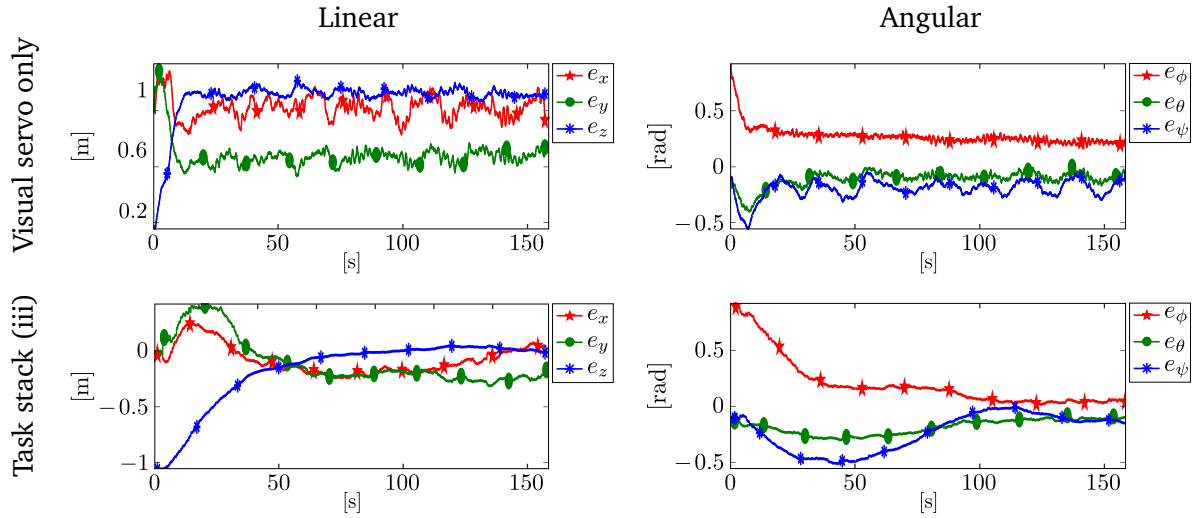 Linear
Angular
Visual servo only
[m]
1
0.6
0.2
0
50
100
150
[s]
e_x
e_y
e_z
[rad]
0.5
0
−0.5
0
50
100
150
[s]
e_ϕ
e_θ
e_ψ
Task stack (iii)
[m]
0
−0.5
−1
0
50
100
150
[s]
e_x
e_y
e_z
[rad]
0.5
0
−0.5
0
50
100
150
[s]
e_ϕ
e_θ
e_ψ